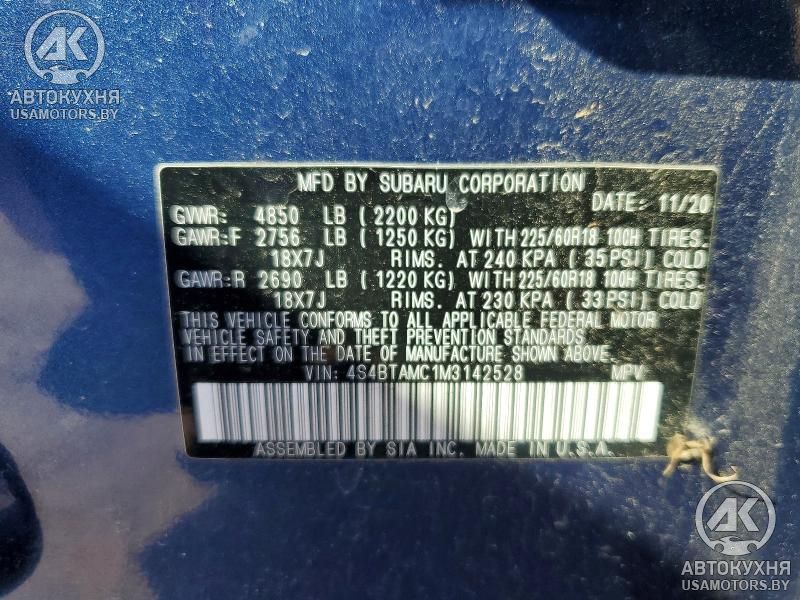 AK
АВТОКУХНЯ
USAMOTORS.BY
MFD BY SUBARU CORPORATION
DATE: 11/20
GVWR: 4850 LB (2200 KG)
GAWR:F 2756 LB (1250 KG) WITH 225/60R18 100H TIRES.
18X7J RIMS. AT 240 KPA (35 PSI) COLD
GAWR:R 2690 LB (1220 KG) WITH 225/60R18 100H TIRES.
18X7J RIMS. AT 230 KPA (33 PSI) COLD
THIS VEHICLE CONFORMS TO ALL APPLICABLE FEDERAL MOTOR
VEHICLE SAFETY AND THEFT PREVENTION STANDARDS
IN EFFECT ON THE DATE OF MANUFACTURE SHOWN ABOVE.
VIN: 4S4BTAMC1M3142528 MPV
ASSEMBLED BY SIA INC. MADE IN U.S.A.
AK
АВТОКУХНЯ
USAMOTORS.BY